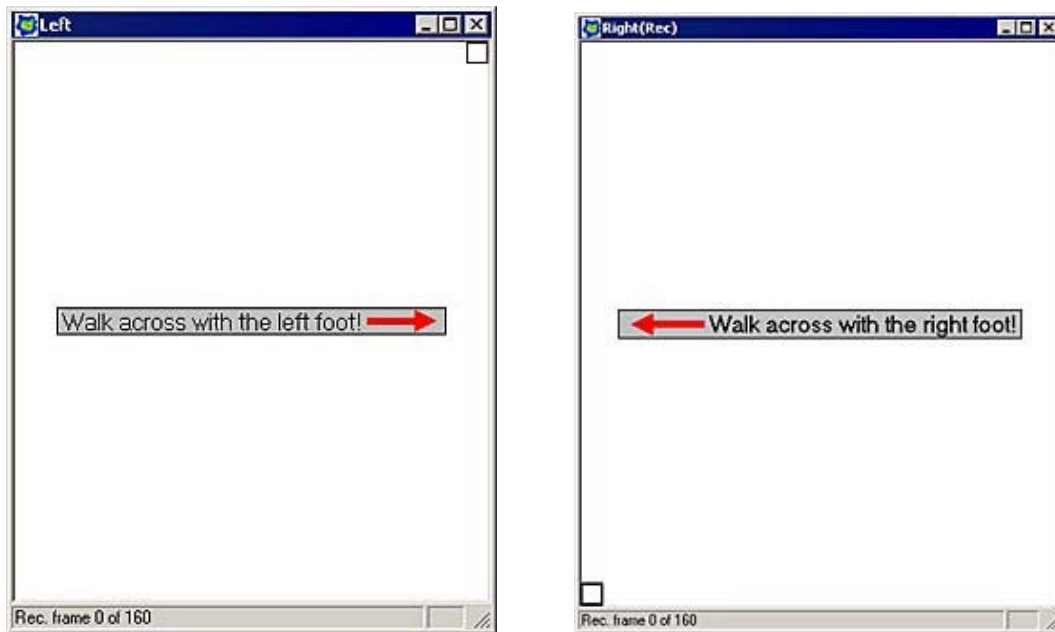 Left
Walk across with the left foot!
Rec. frame 0 of 160
Right(Rec)
Walk across with the right foot!
Rec. frame 0 of 160